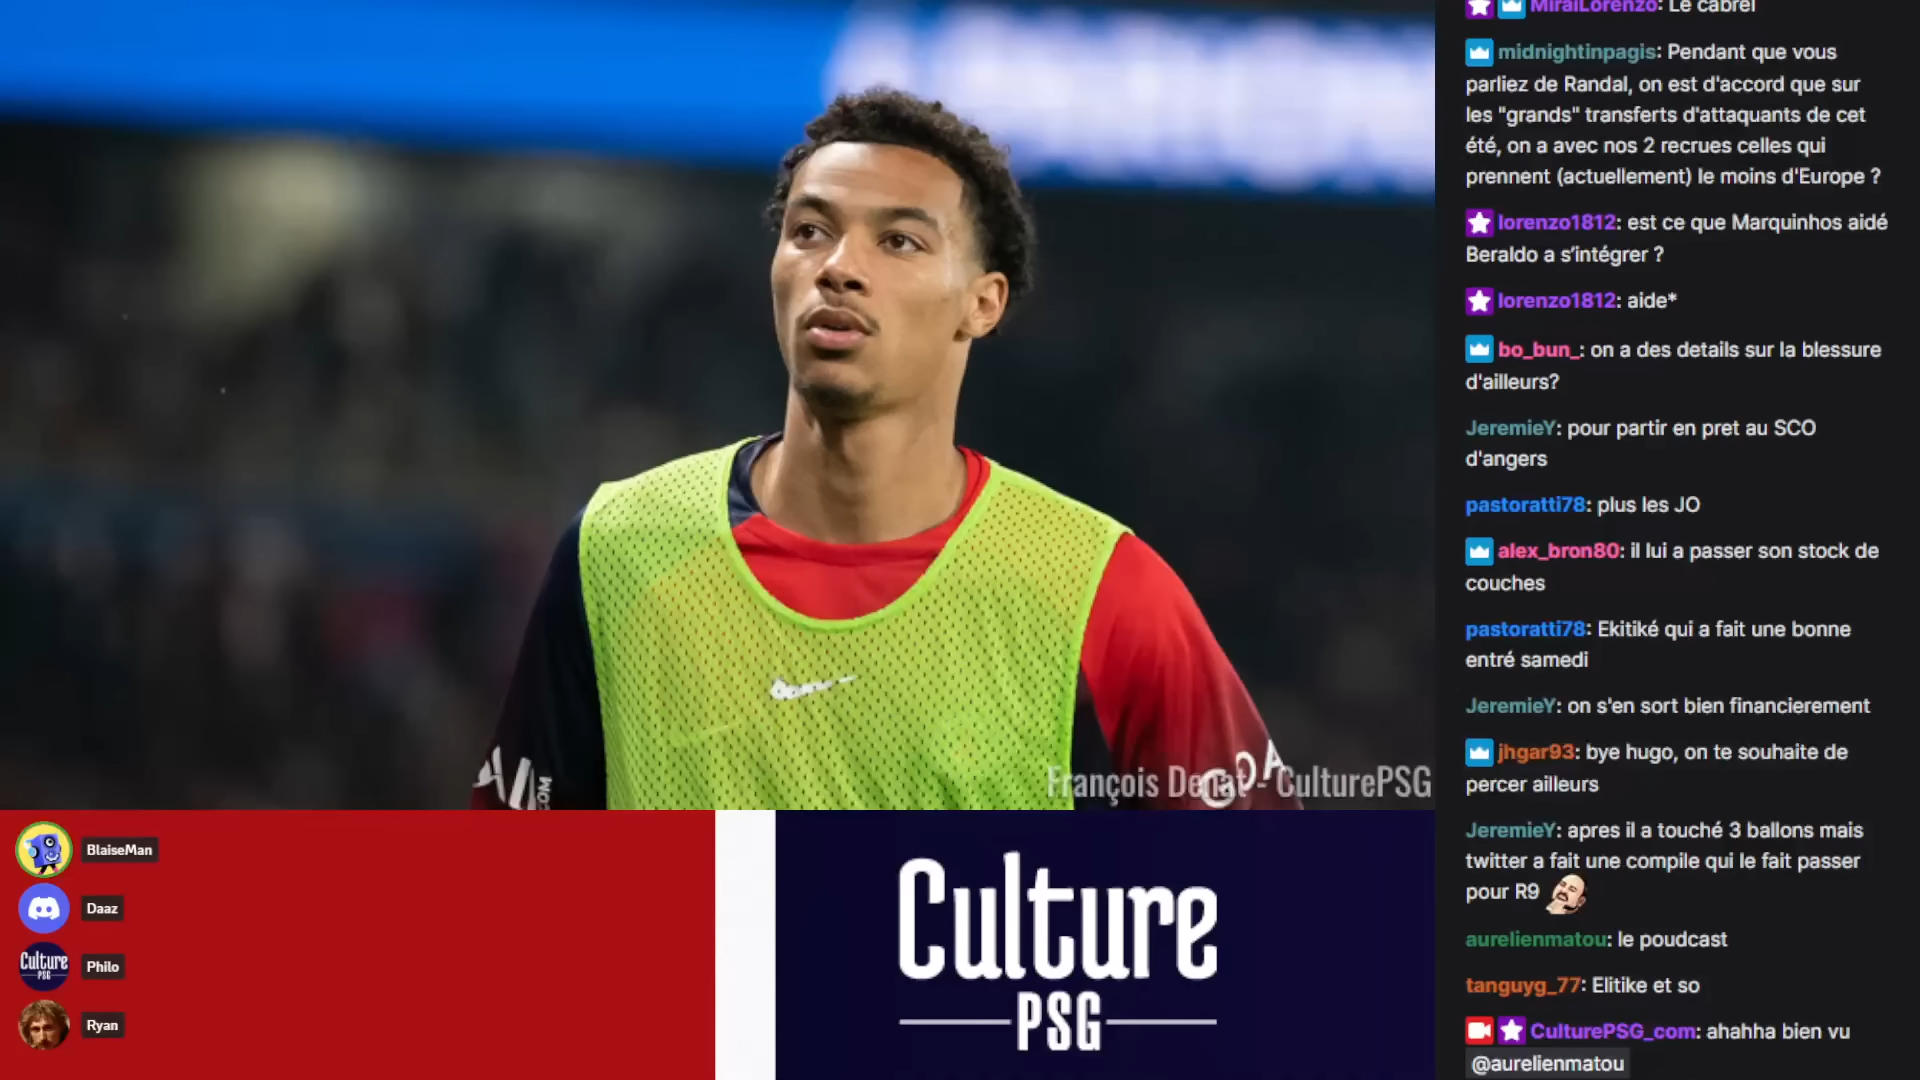 François Denat - CulturePSG
ALL
.COM
GOA
BlaiseMan
Daaz
Culture
PSG
Philo
Ryan
Culture
PSG
MiraiLorenzo: Le cabrel
midnightinpagis: Pendant que vous
parliez de Randal, on est d'accord que sur
les "grands" transferts d'attaquants de cet
été, on a avec nos 2 recrues celles qui
prennent (actuellement) le moins d'Europe ?
lorenzo1812: est ce que Marquinhos aidé
Beraldo a s’intégrer ?
lorenzo1812: aide*
bo_bun_: on a des details sur la blessure
d'ailleurs?
JeremieY: pour partir en pret au SCO
d'angers
pastoratti78: plus les JO
alex_bron80: il lui a passer son stock de
couches
pastoratti78: Ekitiké qui a fait une bonne
entré samedi
JeremieY: on s'en sort bien financierement
jhgar93: bye hugo, on te souhaite de
percer ailleurs
JeremieY: apres il a touché 3 ballons mais
twitter a fait une compile qui le fait passer
pour R9
aurelienmatou: le poudcast
tanguyg_77: Elitike et so
CulturePSG_com: ahahha bien vu
@aurelienmatou